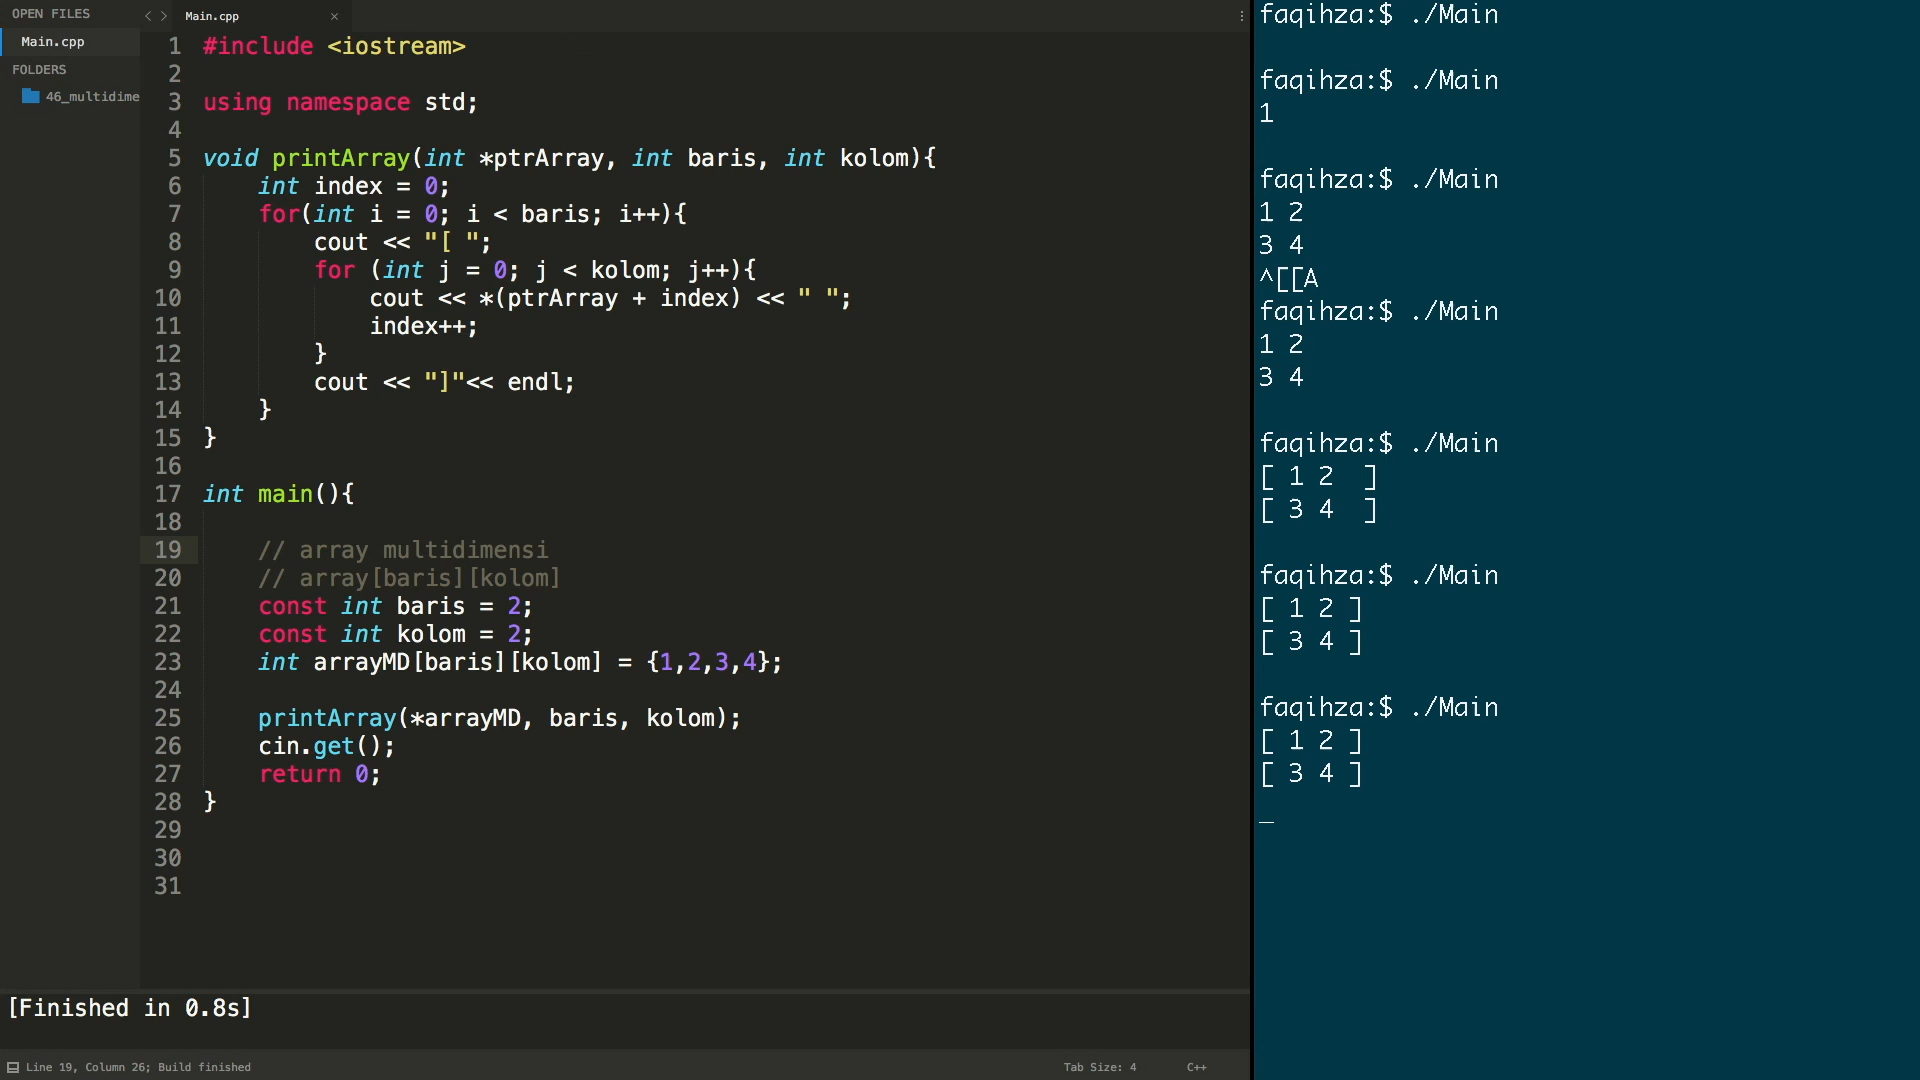 OPEN FILES
Main.cpp
FOLDERS
46_multidime
Main.cpp
1 #include <iostream>
2
3 using namespace std;
4
5 void printArray(int *ptrArray, int baris, int kolom){
6     int index = 0;
7     for(int i = 0; i < baris; i++){
8         cout << "[ ";
9         for (int j = 0; j < kolom; j++){
10             cout << *(ptrArray + index) << " ";
11             index++;
12         }
13         cout << "]"<< endl;
14     }
15 }
16
17 int main(){
18
19     // array multidimensi
20     // array[baris][kolom]
21     const int baris = 2;
22     const int kolom = 2;
23     int arrayMD[baris][kolom] = {1,2,3,4};
24
25     printArray(*arrayMD, baris, kolom);
26     cin.get();
27     return 0;
28 }
29
30
31
[Finished in 0.8s]
Line 19, Column 26; Build finished
Tab Size: 4
C++
faqihza:$ ./Main
faqihza:$ ./Main
1
faqihza:$ ./Main
1 2
3 4
^[[A
faqihza:$ ./Main
1 2
3 4
faqihza:$ ./Main
[ 1 2  ]
[ 3 4  ]
faqihza:$ ./Main
[ 1 2 ]
[ 3 4 ]
faqihza:$ ./Main
[ 1 2 ]
[ 3 4 ]
_